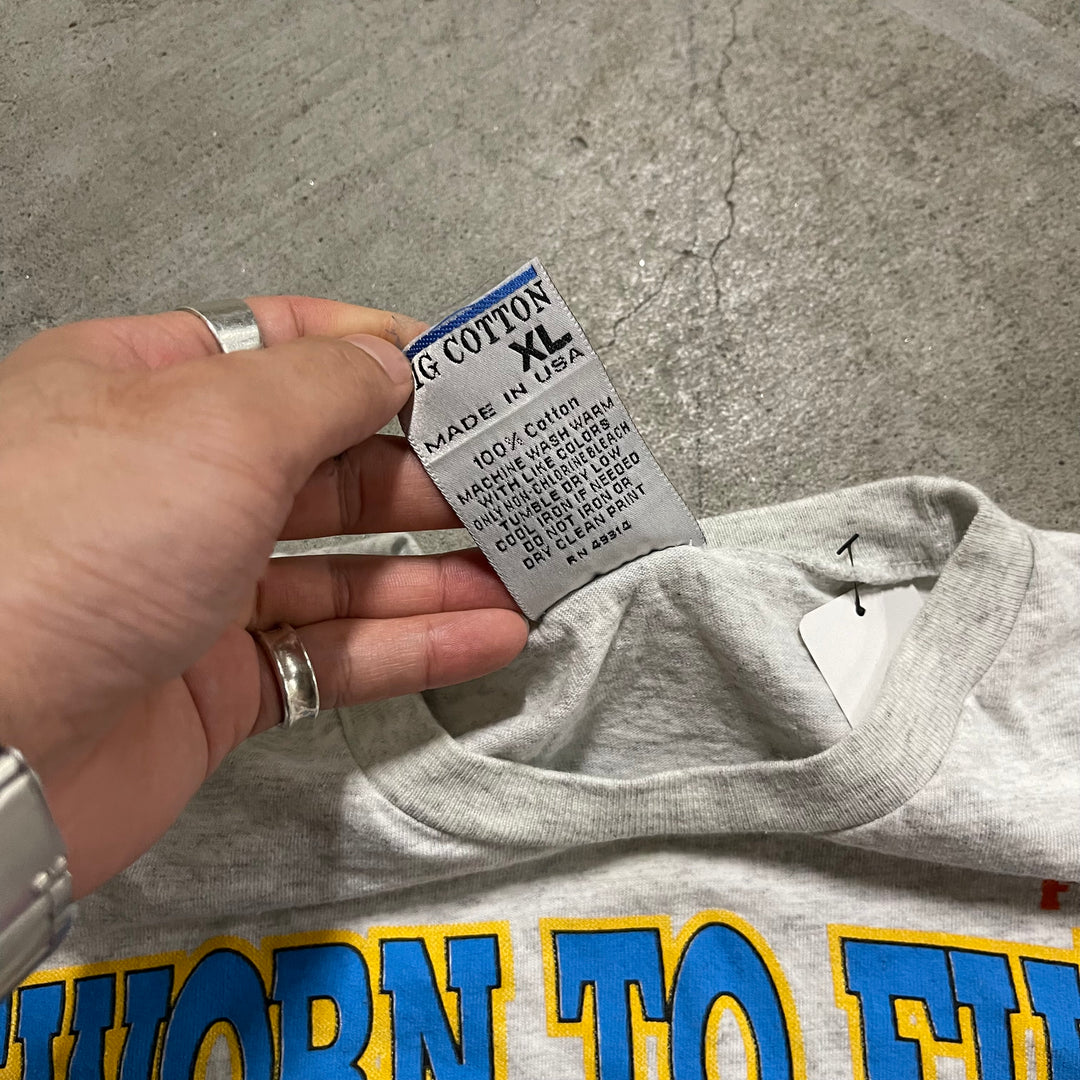 IG COTTON
XL
MADE IN USA
100% Cotton
MACHINE WASH WARM
WITH LIKE COLORS
ONLY NON-CHLORINE BLEACH
TUMBLE DRY LOW
COOL IRON IF NEEDED
DO NOT IRON OR
DRY CLEAN PRINT
RN 49314
WORN TO FI